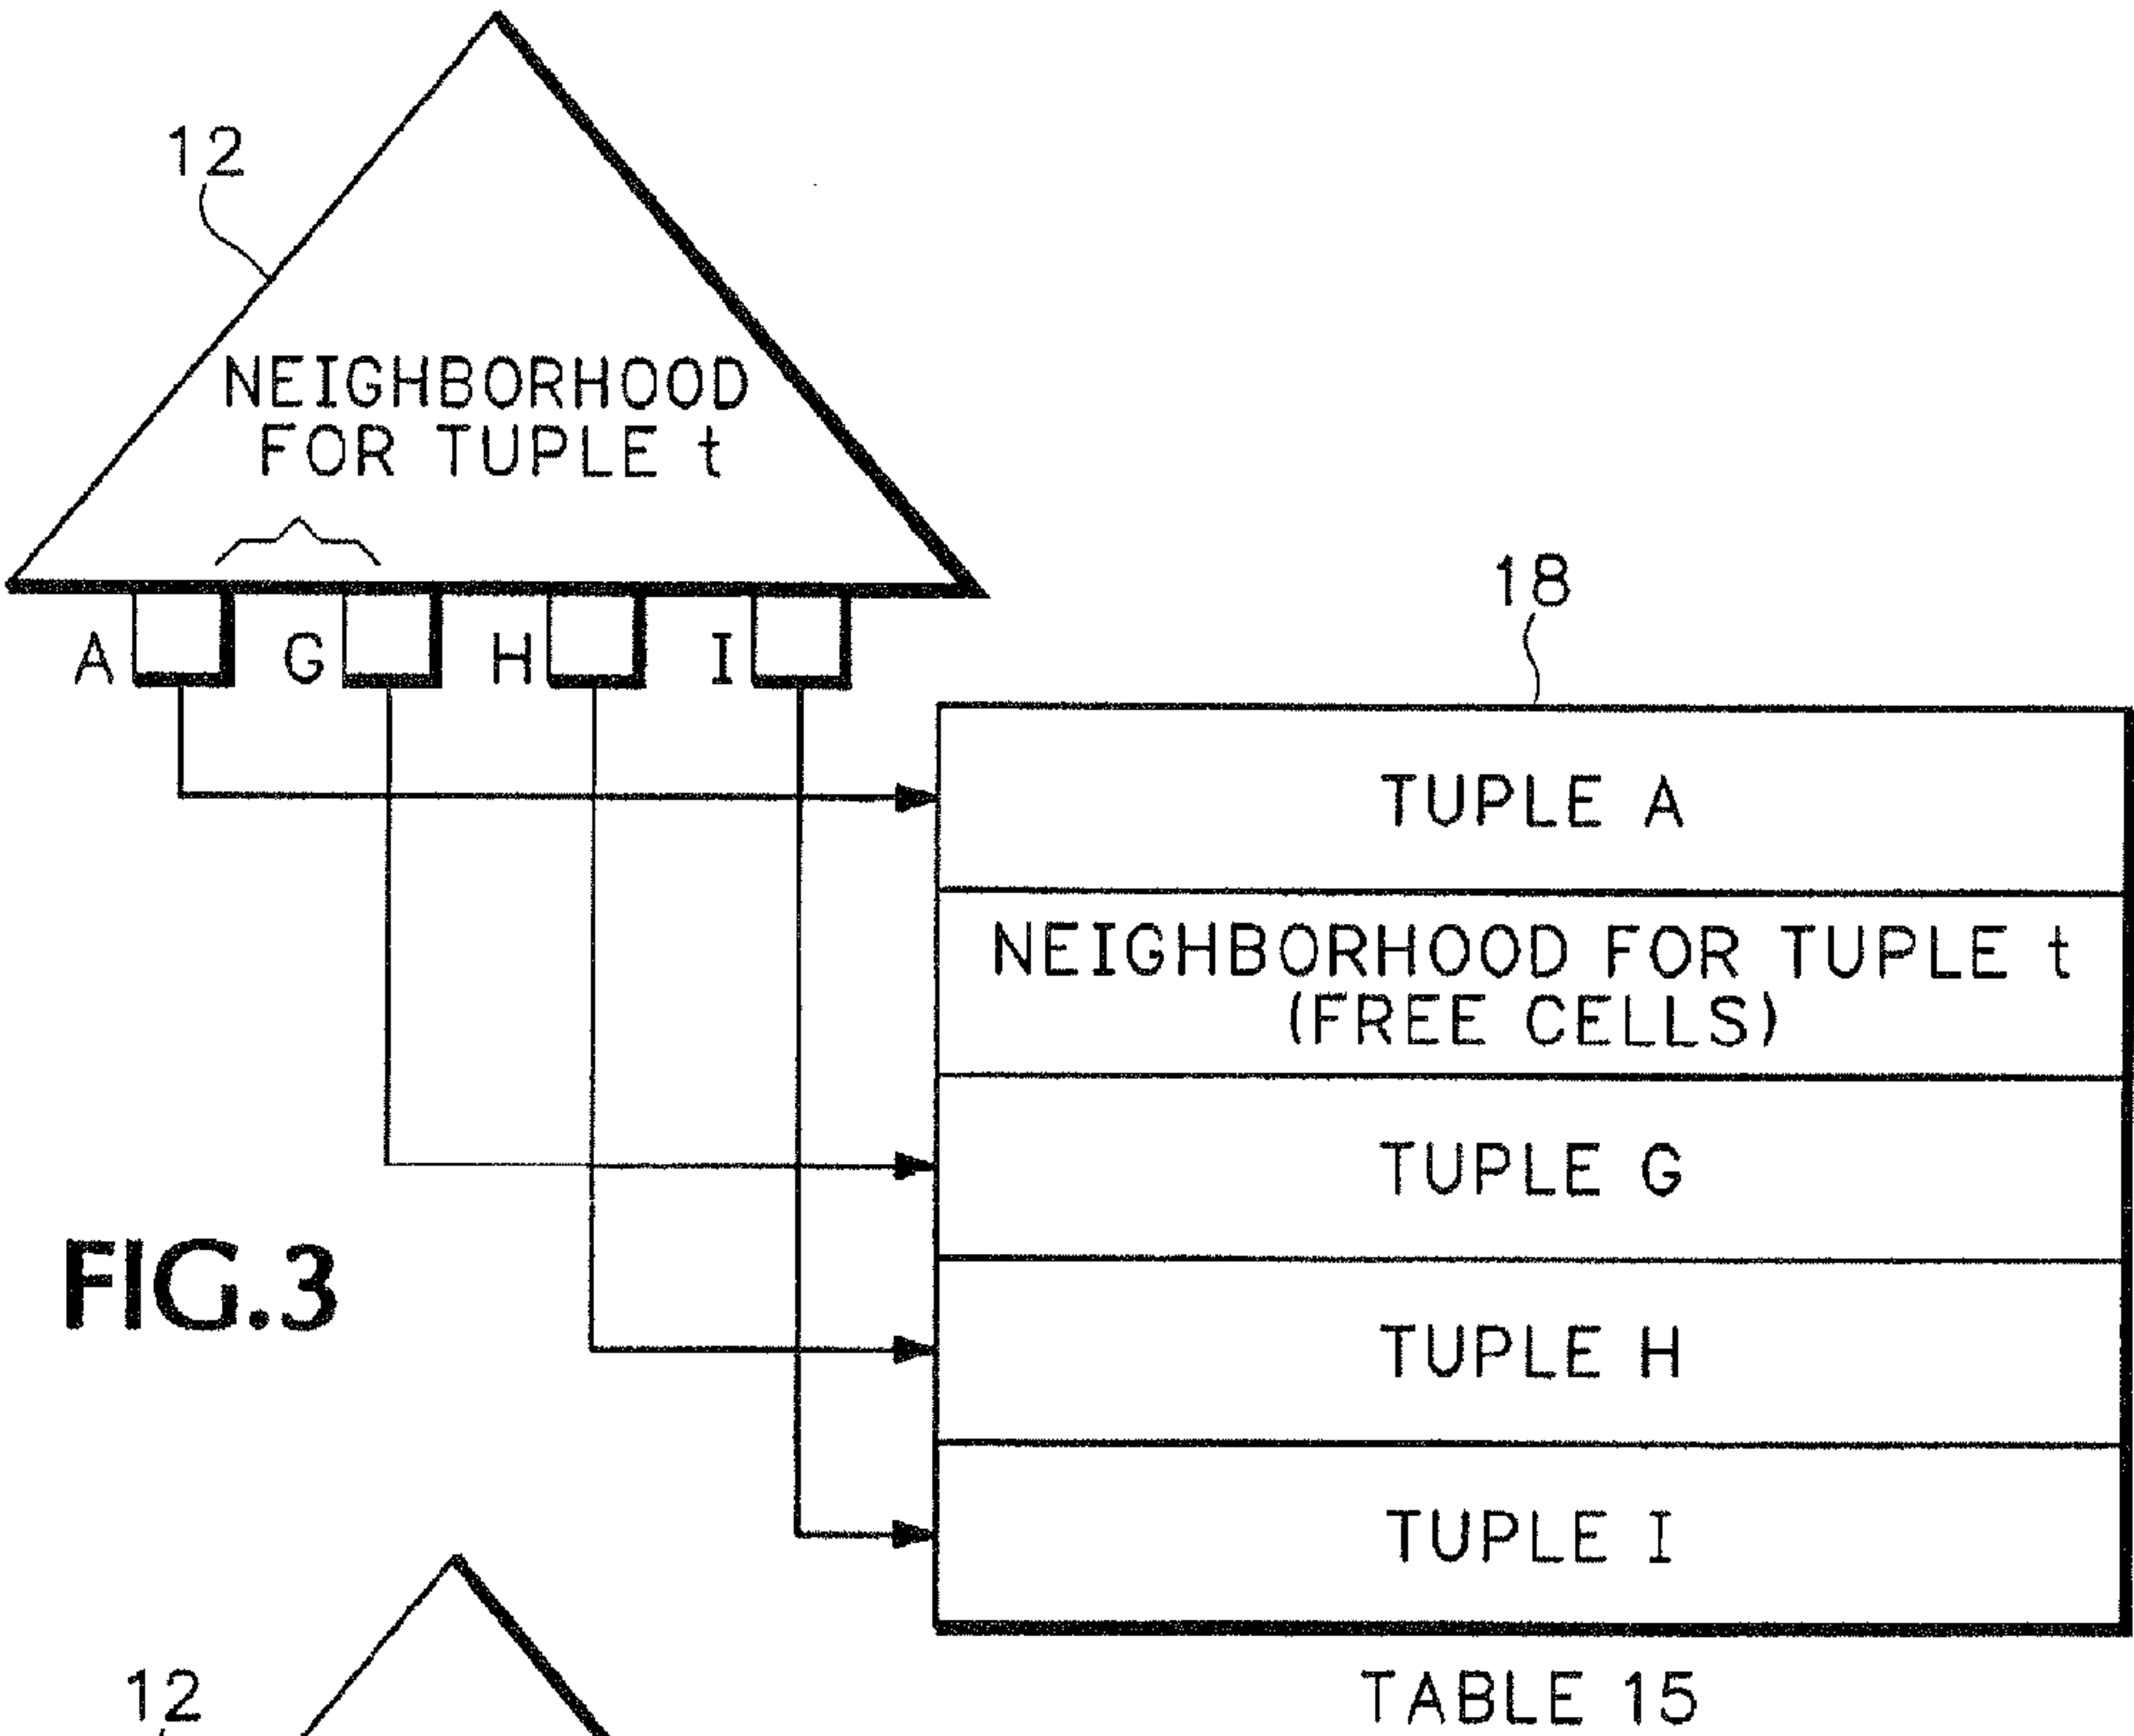 12
NEIGHBORHOOD
FOR TUPLE t
A G H I
18
TUPLE A
NEIGHBORHOOD FOR TUPLE t
(FREE CELLS)
TUPLE G
TUPLE H
TUPLE I
FIG.3
TABLE 15
12